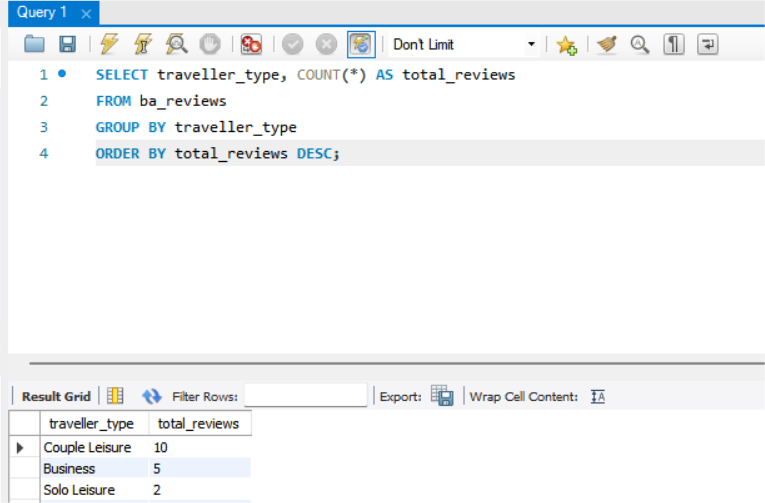 Query 1
Don't Limit
1 SELECT traveller_type, COUNT(*) AS total_reviews
2 FROM ba_reviews
3 GROUP BY traveller_type
4 ORDER BY total_reviews DESC;
Result Grid Filter Rows: Export: Wrap Cell Content: IA
traveller_type total_reviews
Couple Leisure 10
Business 5
Solo Leisure 2